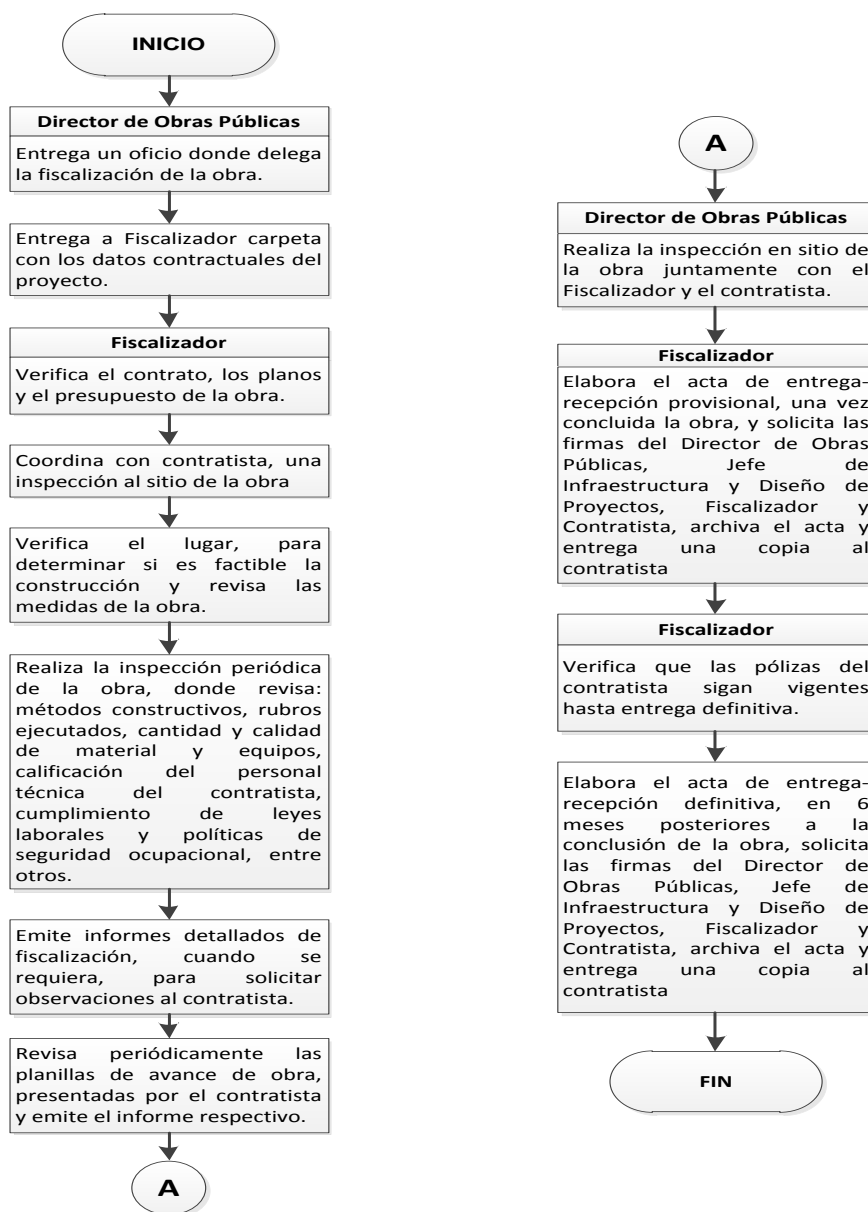 INICIO
Director de Obras Públicas
Entrega un oficio donde delega
la fiscalización de la obra.
Entrega a Fiscalizador carpeta
con los datos contractuales del
proyecto.
Fiscalizador
Verifica el contrato, los planos
y el presupuesto de la obra.
Coordina con contratista, una
inspección al sitio de la obra
Verifica el lugar, para
determinar si es factible la
construcción y revisa las
medidas de la obra.
Realiza la inspección periódica
de la obra, donde revisa:
métodos constructivos, rubros
ejecutados, cantidad y calidad
de material y equipos,
calificación del personal
técnica del contratista,
cumplimiento de leyes
laborales y políticas de
seguridad ocupacional, entre
otros.
Emite informes detallados de
fiscalización, cuando se
requiera, para solicitar
observaciones al contratista.
Revisa periódicamente las
planillas de avance de obra,
presentadas por el contratista
y emite el informe respectivo.
A
A
Director de Obras Públicas
Realiza la inspección en sitio de
la obra juntamente con el
Fiscalizador y el contratista.
Fiscalizador
Elabora el acta de entrega-
recepción provisional, una vez
concluida la obra, y solicita las
firmas del Director de Obras
Públicas, Jefe de
Infraestructura y Diseño de
Proyectos, Fiscalizador y
Contratista, archiva el acta y
entrega una copia al
contratista
Fiscalizador
Verifica que las pólizas del
contratista sigan vigentes
hasta entrega definitiva.
Elabora el acta de entrega-
recepción definitiva, en 6
meses posteriores a la
conclusión de la obra, solicita
las firmas del Director de
Obras Públicas, Jefe de
Infraestructura y Diseño de
Proyectos, Fiscalizador y
Contratista, archiva el acta y
entrega una copia al
contratista
FIN